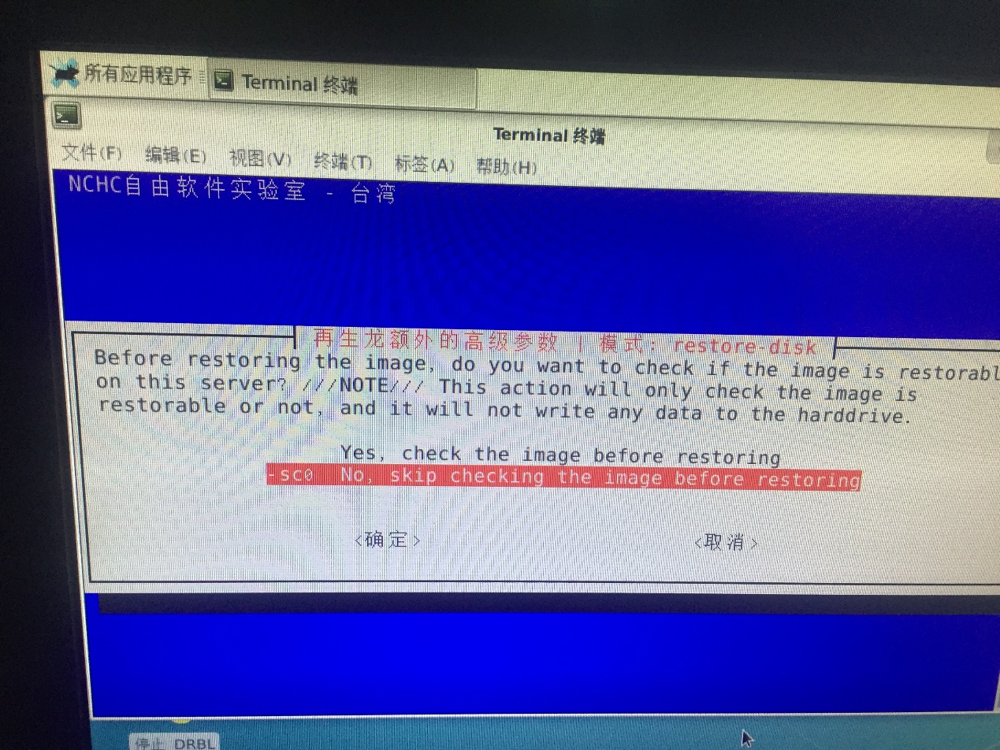 所有应用程序
Terminal 终端
Terminal 终端
文件(F) 编辑(E) 视图(V) 终端(T) 标签(A) 帮助(H)
NCHC自由软件实验室 - 台湾
再生龙额外的高级参数 | 模式: restore-disk
Before restoring the image, do you want to check if the image is restorabl
on this server? ///NOTE/// This action will only check the image is
restorable or not, and it will not write any data to the harddrive.
Yes, check the image before restoring
-sc0 No, skip checking the image before restoring
<确定> <取消>
停止 DRBL